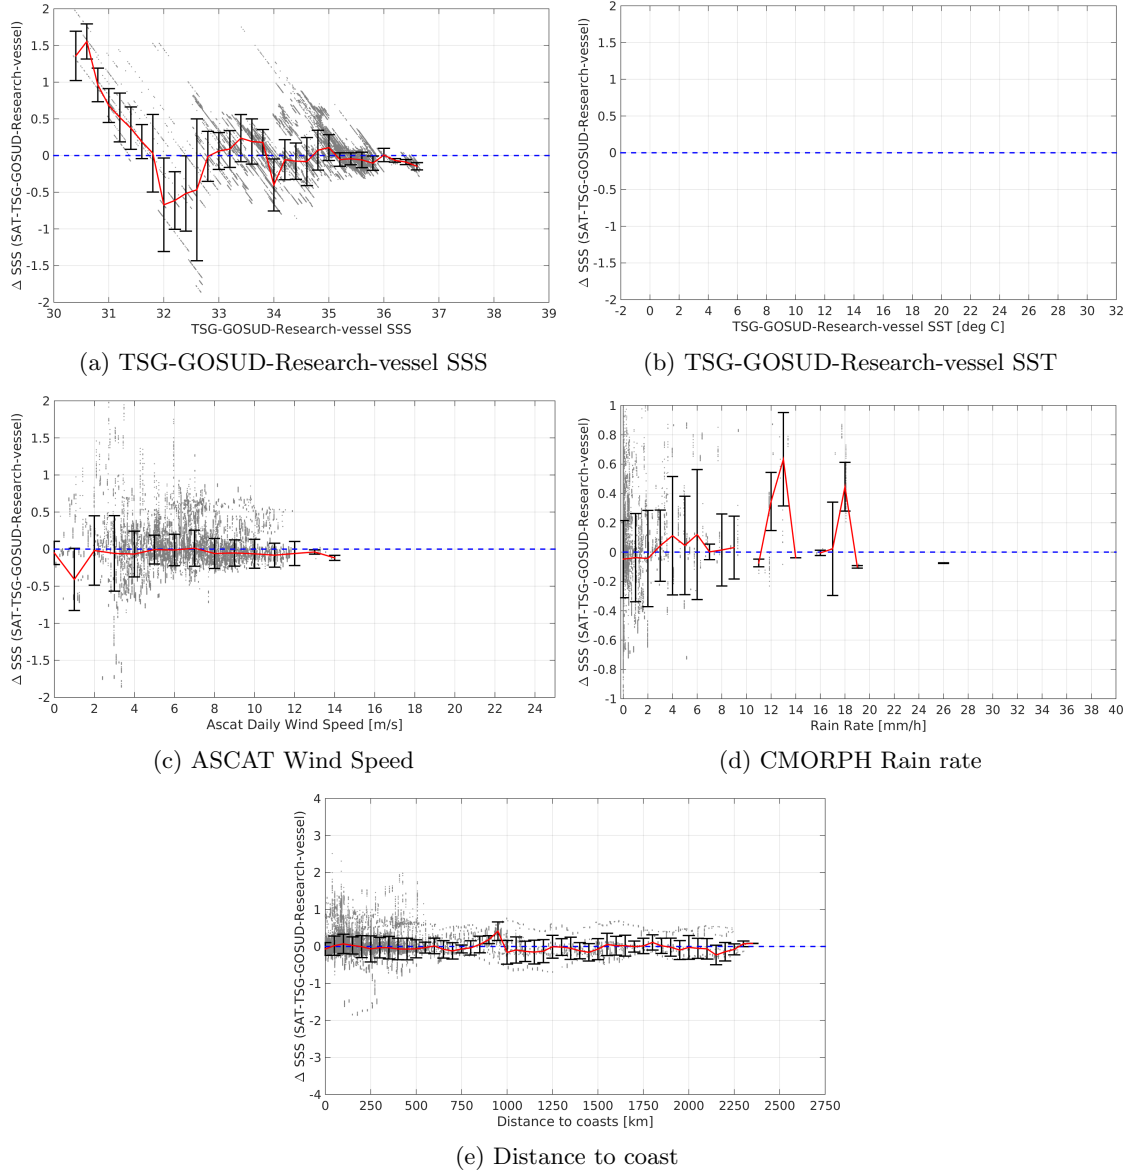 2
1.5
1
0.5
0
-0.5
-1
-1.5
-2
30 31 32 33 34 35 36 37 38 39
Δ SSS (SAT-TSG-GOSUD-Research-vessel)
TSG-GOSUD-Research-vessel SSS
(a) TSG-GOSUD-Research-vessel SSS
2
1.5
1
0.5
0
-0.5
-1
-1.5
-2
-2 0 2 4 6 8 10 12 14 16 18 20 22 24 26 28 30 32
Δ SSS (SAT-TSG-GOSUD-Research-vessel)
TSG-GOSUD-Research-vessel SST [deg C]
(b) TSG-GOSUD-Research-vessel SST
2
1.5
1
0.5
0
-0.5
-1
-1.5
-2
0 2 4 6 8 10 12 14 16 18 20 22 24
Δ SSS (SAT-TSG-GOSUD-Research-vessel)
Ascat Daily Wind Speed [m/s]
(c) ASCAT Wind Speed
1
0.8
0.6
0.4
0.2
0
-0.2
-0.4
-0.6
-0.8
-1
0 2 4 6 8 10 12 14 16 18 20 22 24 26 28 30 32 34 36 38 40
Δ SSS (SAT-TSG-GOSUD-Research-vessel)
Rain Rate [mm/h]
(d) CMORPH Rain rate
4
3
2
1
0
-1
-2
-3
-4
0 250 500 750 1000 1250 1500 1750 2000 2250 2500 2750
Δ SSS (SAT-TSG-GOSUD-Research-vessel)
Distance to coasts [km]
(e) Distance to coast